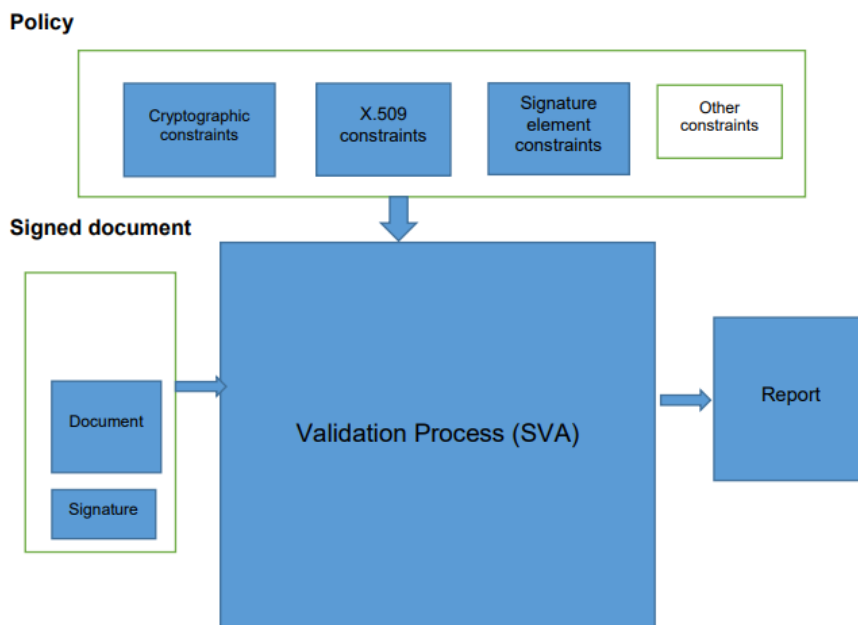 Policy
Cryptographic
constraints
X.509
constraints
Signature
element
constraints
Other
constraints
Signed document
Document
Signature
Validation Process (SVA)
Report